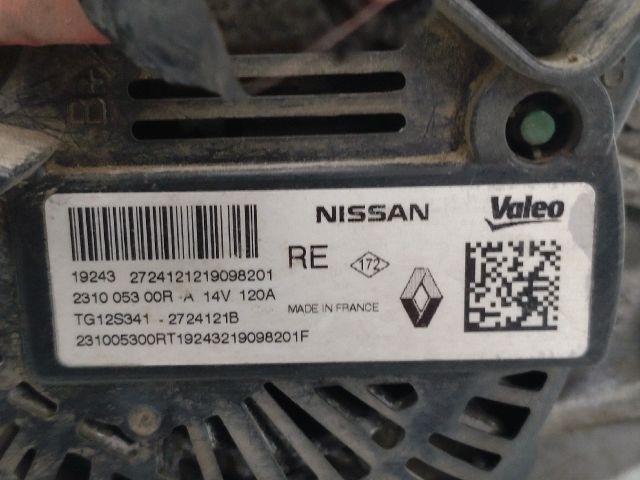 B+
NISSAN
Valeo
19243 2724121219098201
RE
172
2310 053 00R -A 14V 120A
MADE IN FRANCE
TG12S341 - 2724121B
231005300RT19243219098201F